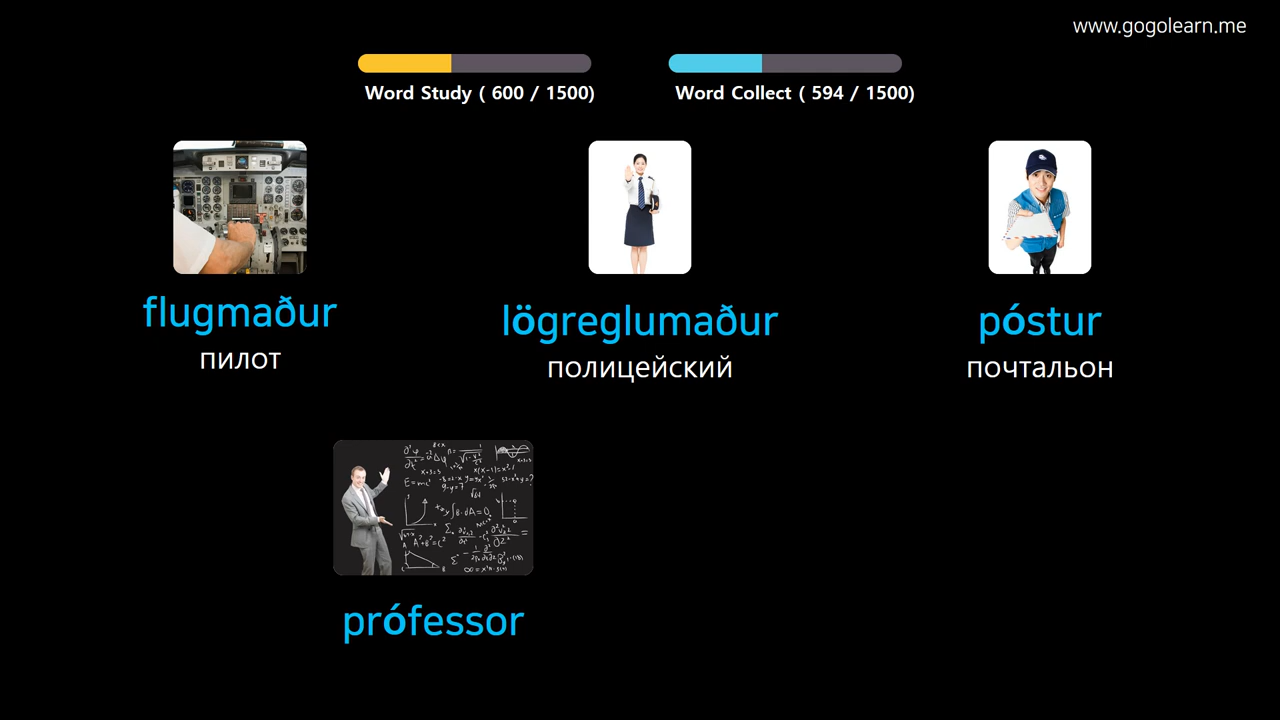 www.gogolearn.me
Word Study ( 600 / 1500)
Word Collect ( 594 / 1500)
flugmaður
пилот
lögreglumaður
полицейский
póstur
почтальон
prófessor